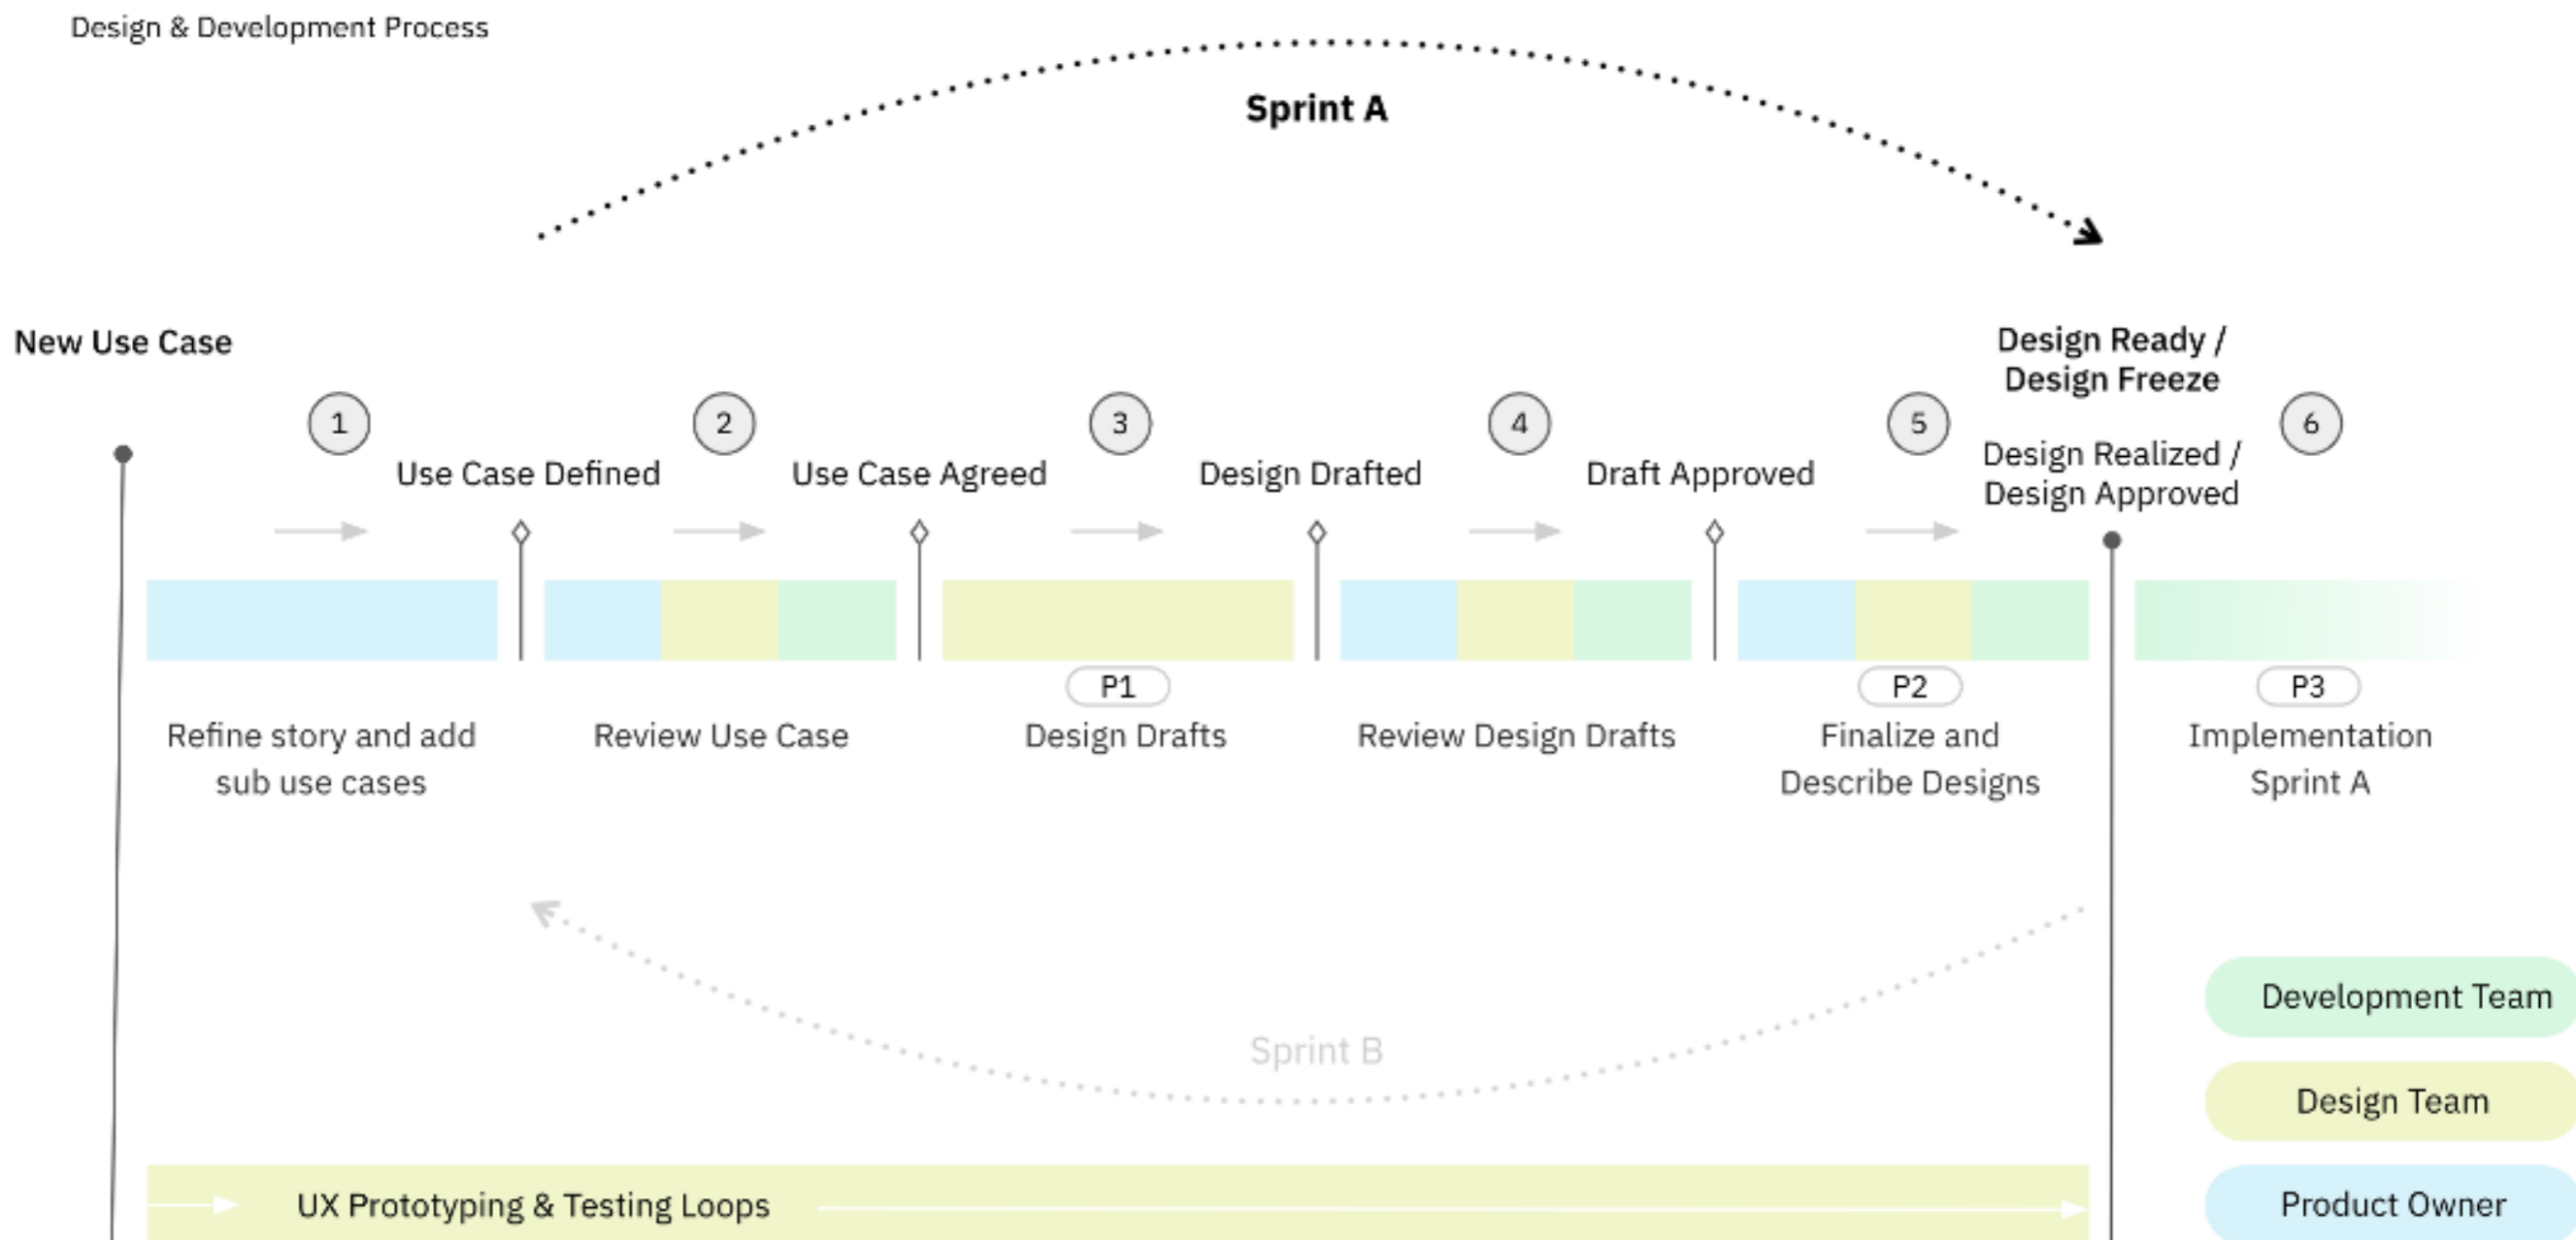 Design & Development Process
Sprint A
New Use Case
Design Ready /
Design Freeze
1
2
3
4
5
6
Use Case Defined
Use Case Agreed
Design Drafted
Draft Approved
Design Realized /
Design Approved
P1
P2
P3
Refine story and add
sub use cases
Review Use Case
Design Drafts
Review Design Drafts
Finalize and
Describe Designs
Implementation
Sprint A
Sprint B
Development Team
Design Team
Product Owner
UX Prototyping & Testing Loops